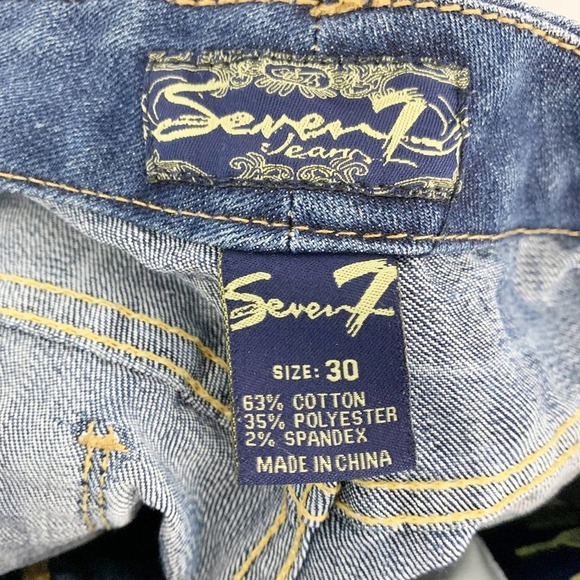 Seven7
Jeans
Seven7
SIZE: 30
63% COTTON
35% POLYESTER
2% SPANDEX
MADE IN CHINA